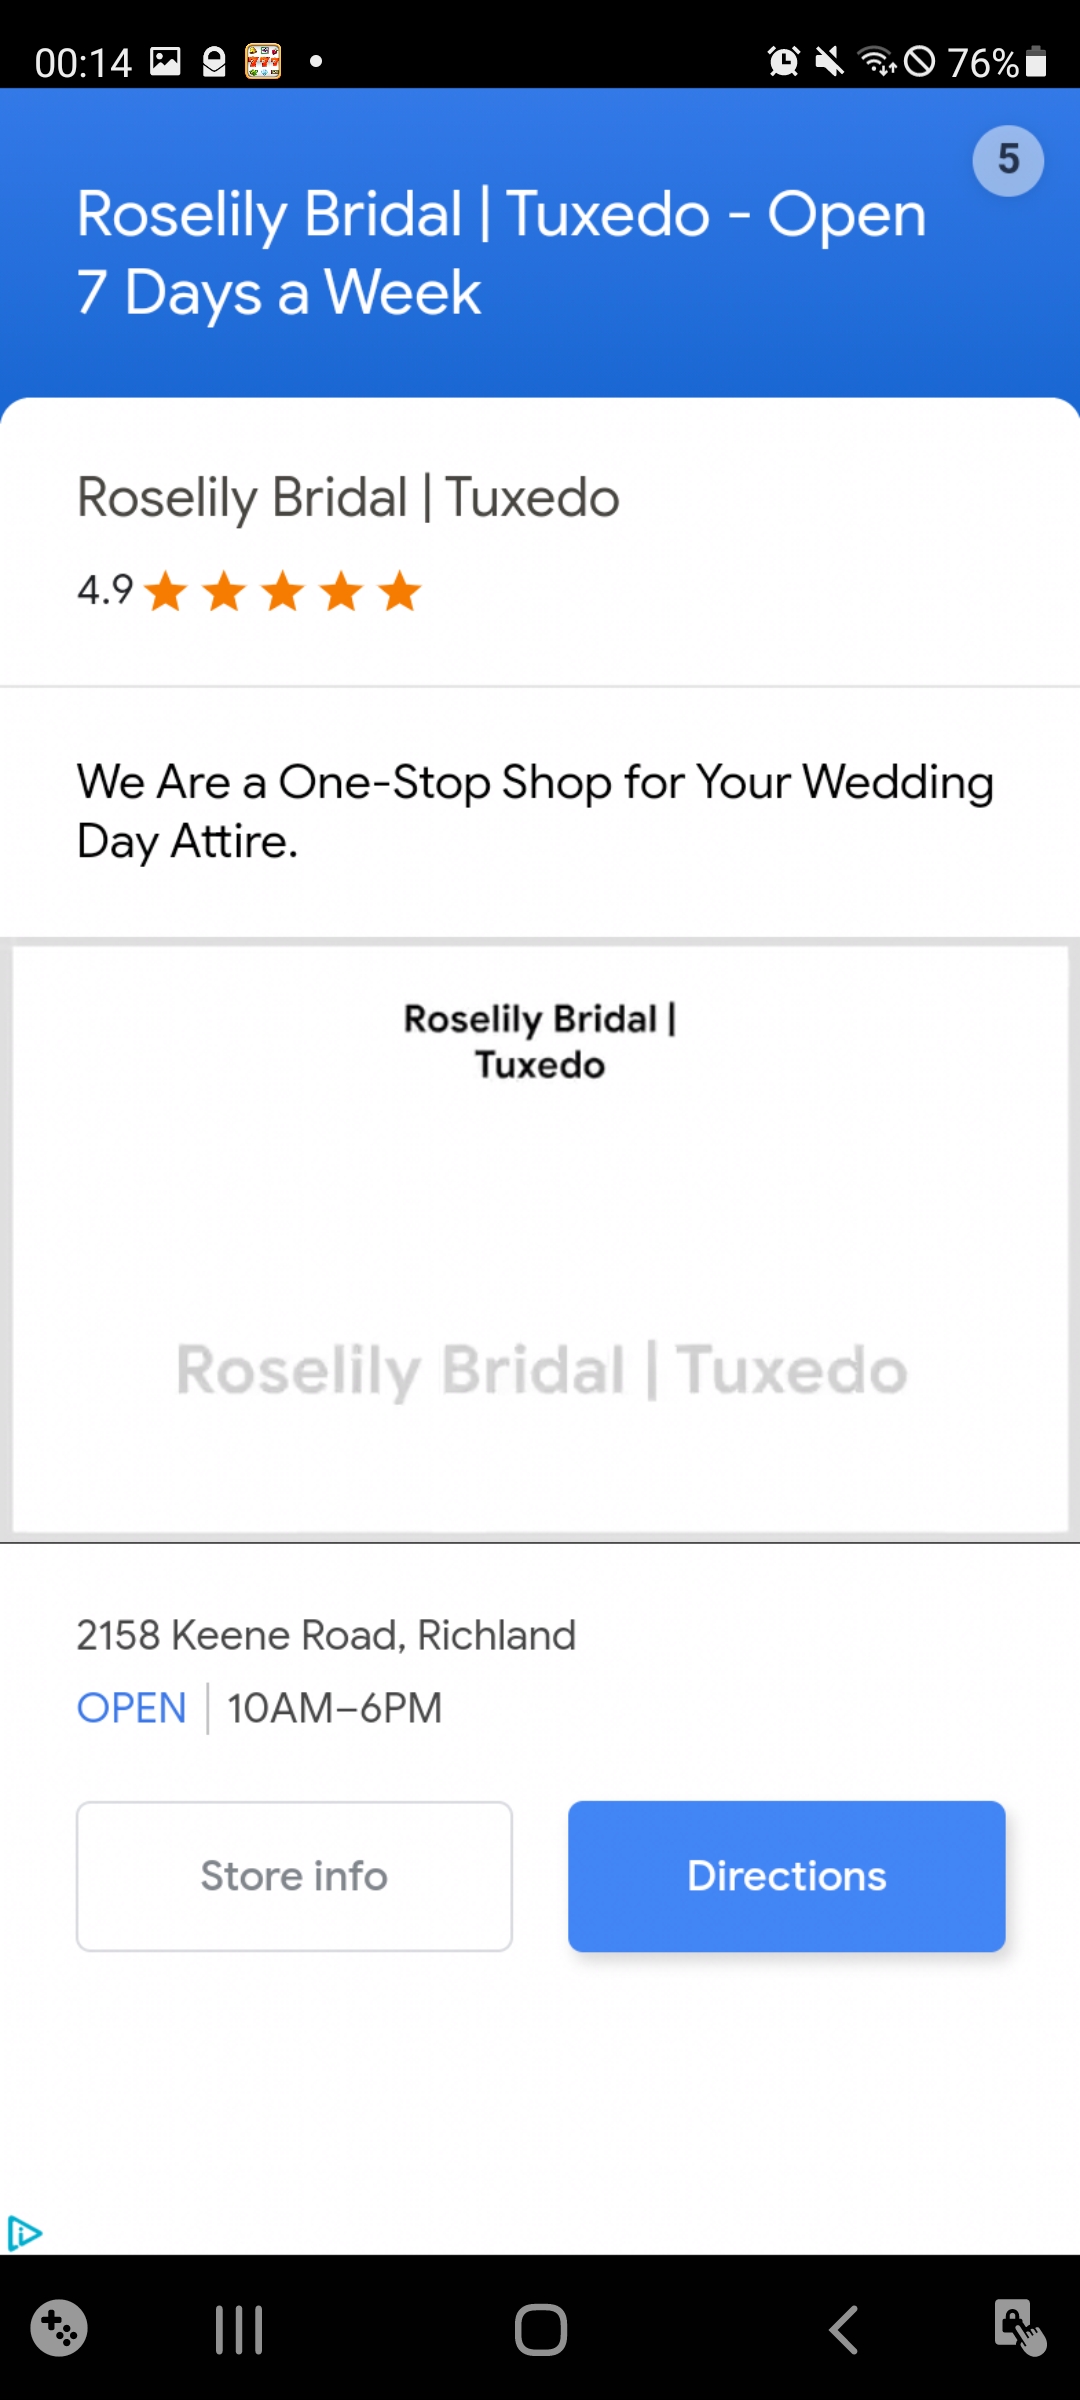 00:14
76%
5
Roselily Bridal | Tuxedo - Open
7 Days a Week
Roselily Bridal | Tuxedo
4.9
We Are a One-Stop Shop for Your Wedding
Day Attire.
Roselily Bridal |
Tuxedo
Roselily Bridal | Tuxedo
2158 Keene Road, Richland
OPEN | 10AM–6PM
Store info
Directions